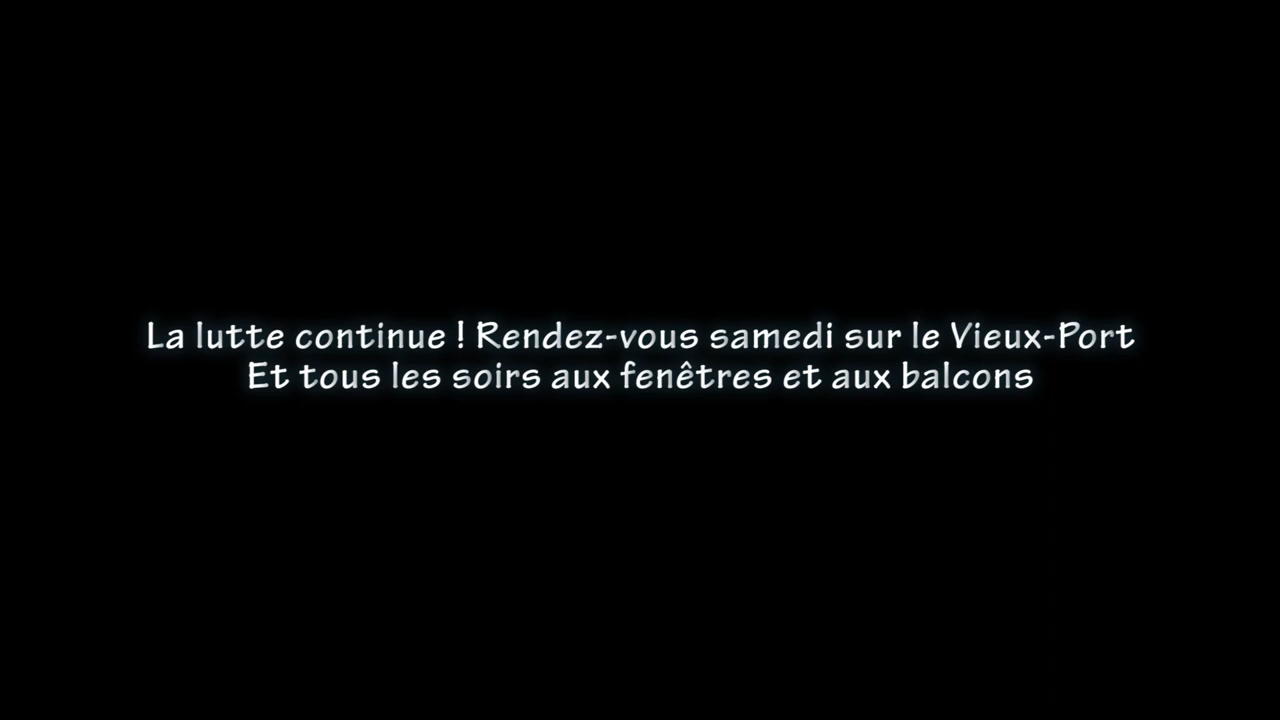 La lutte continue ! Rendez-vous samedi sur le Vieux-Port
Et tous les soirs aux fenêtres et aux balcons